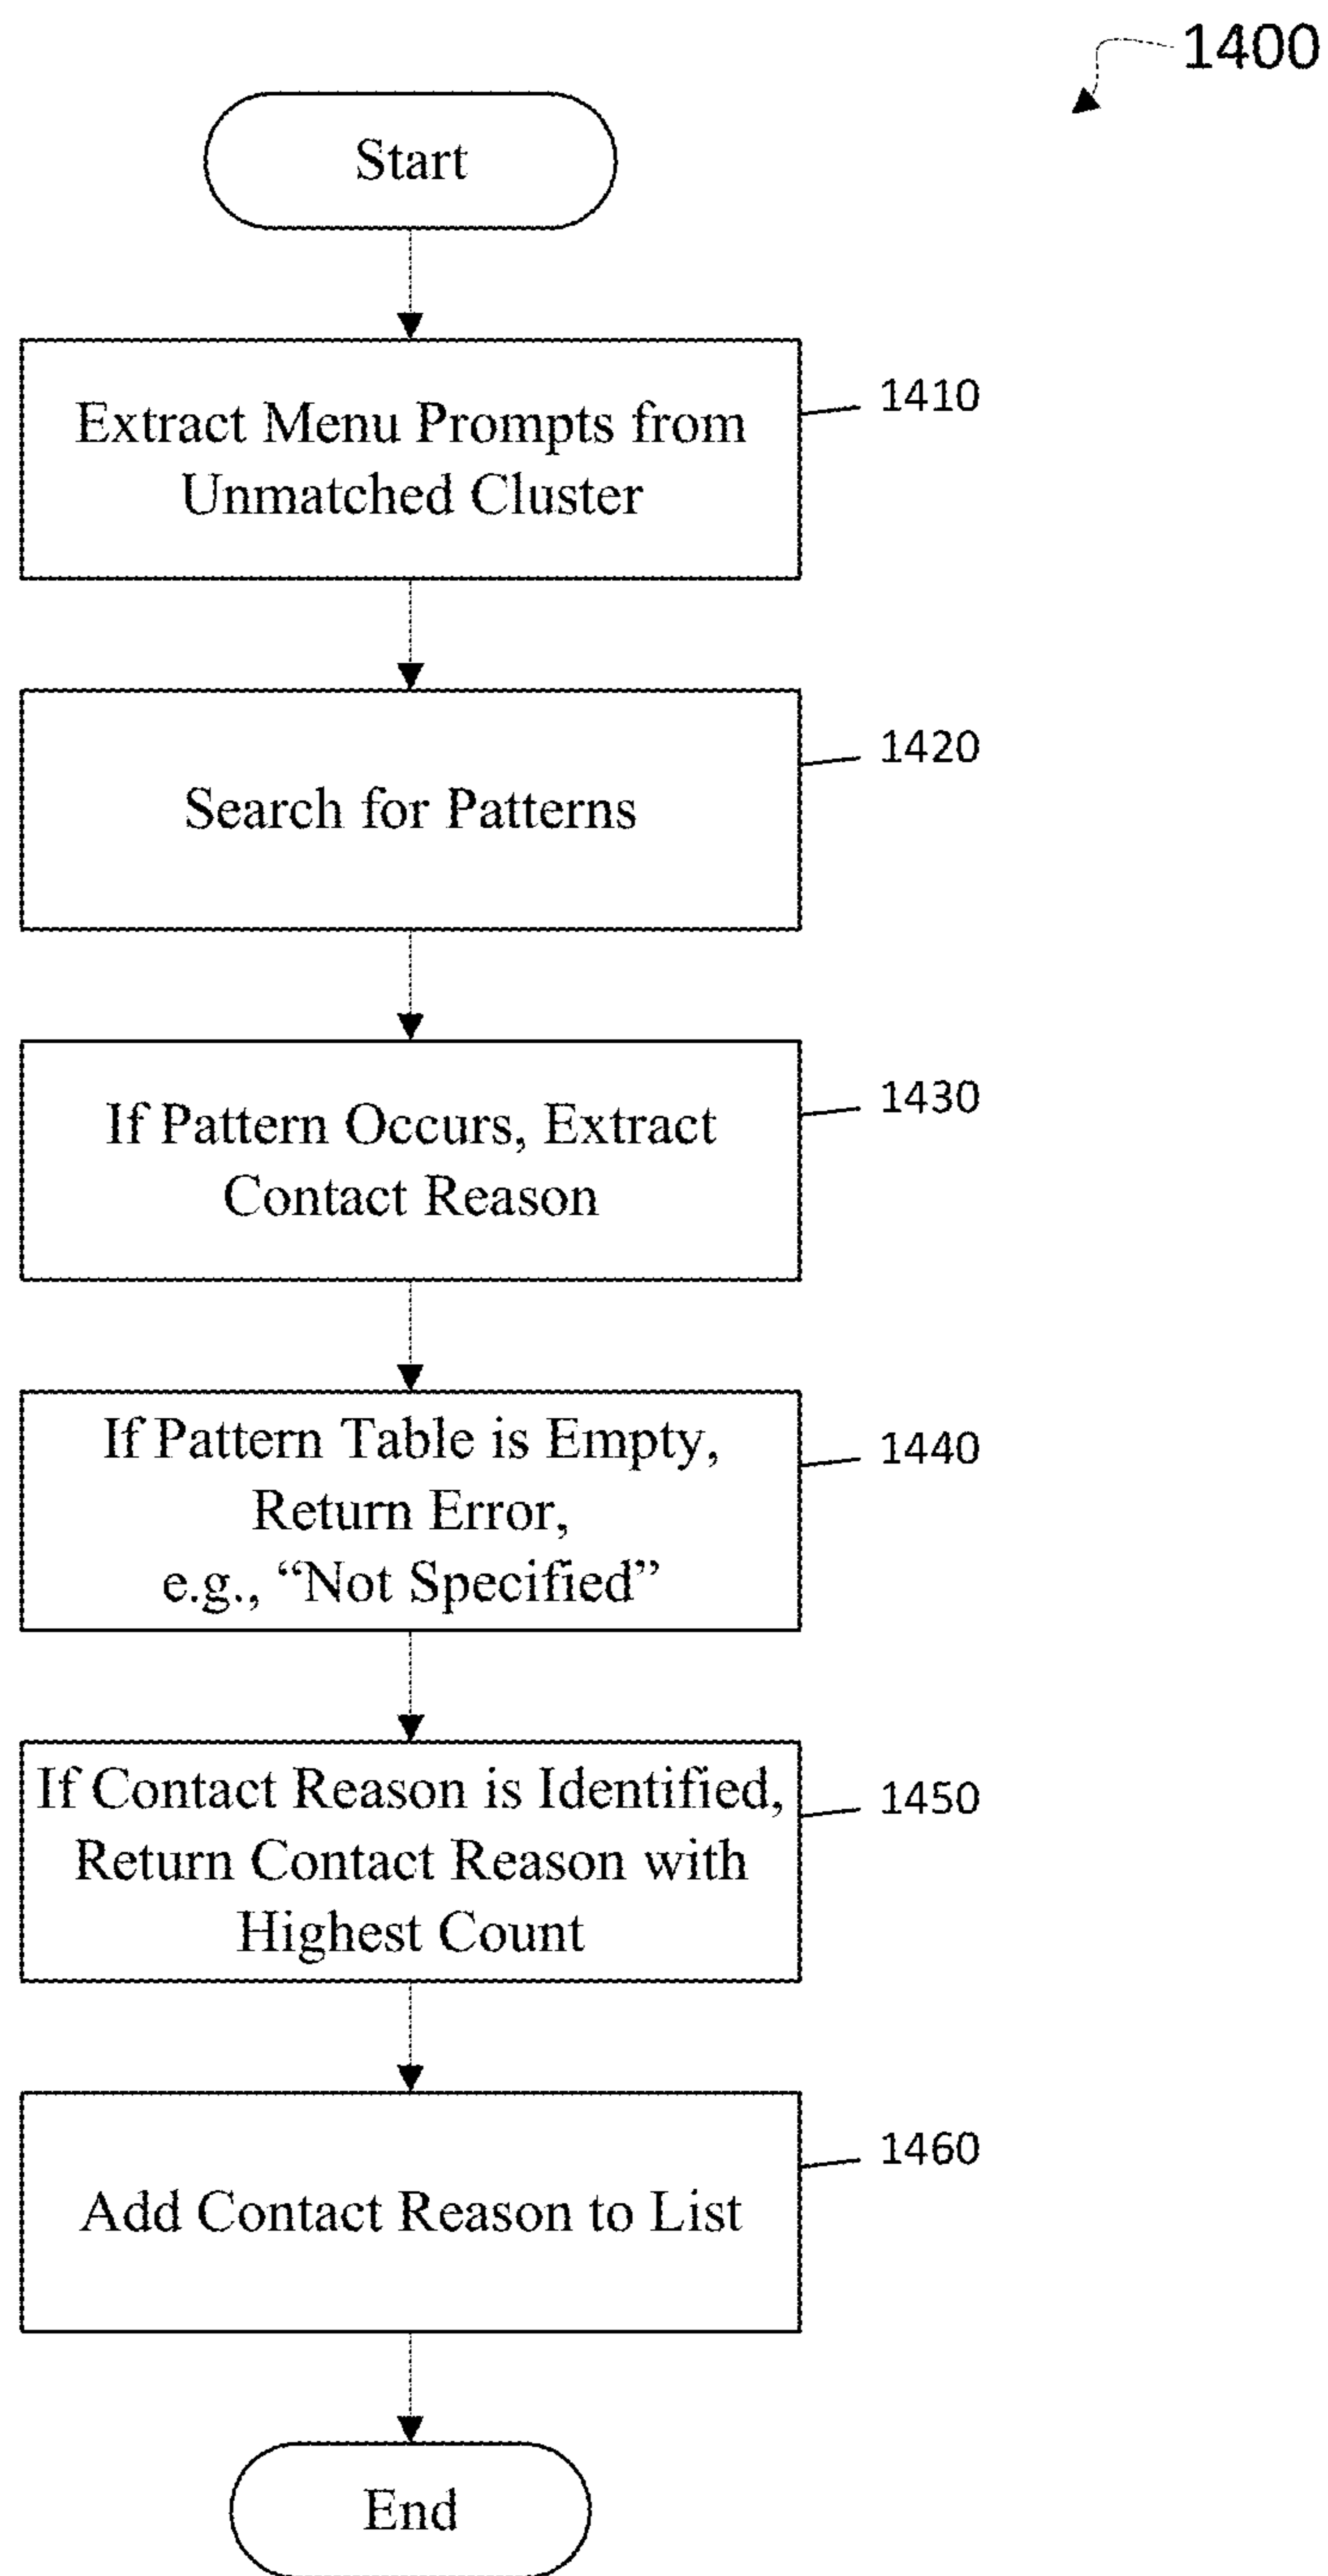 1400
Start
Extract Menu Prompts from
Unmatched Cluster
1410
Search for Patterns
1420
If Pattern Occurs, Extract
Contact Reason
1430
If Pattern Table is Empty,
Return Error,
e.g., “Not Specified”
1440
If Contact Reason is Identified,
Return Contact Reason with
Highest Count
1450
Add Contact Reason to List
1460
End